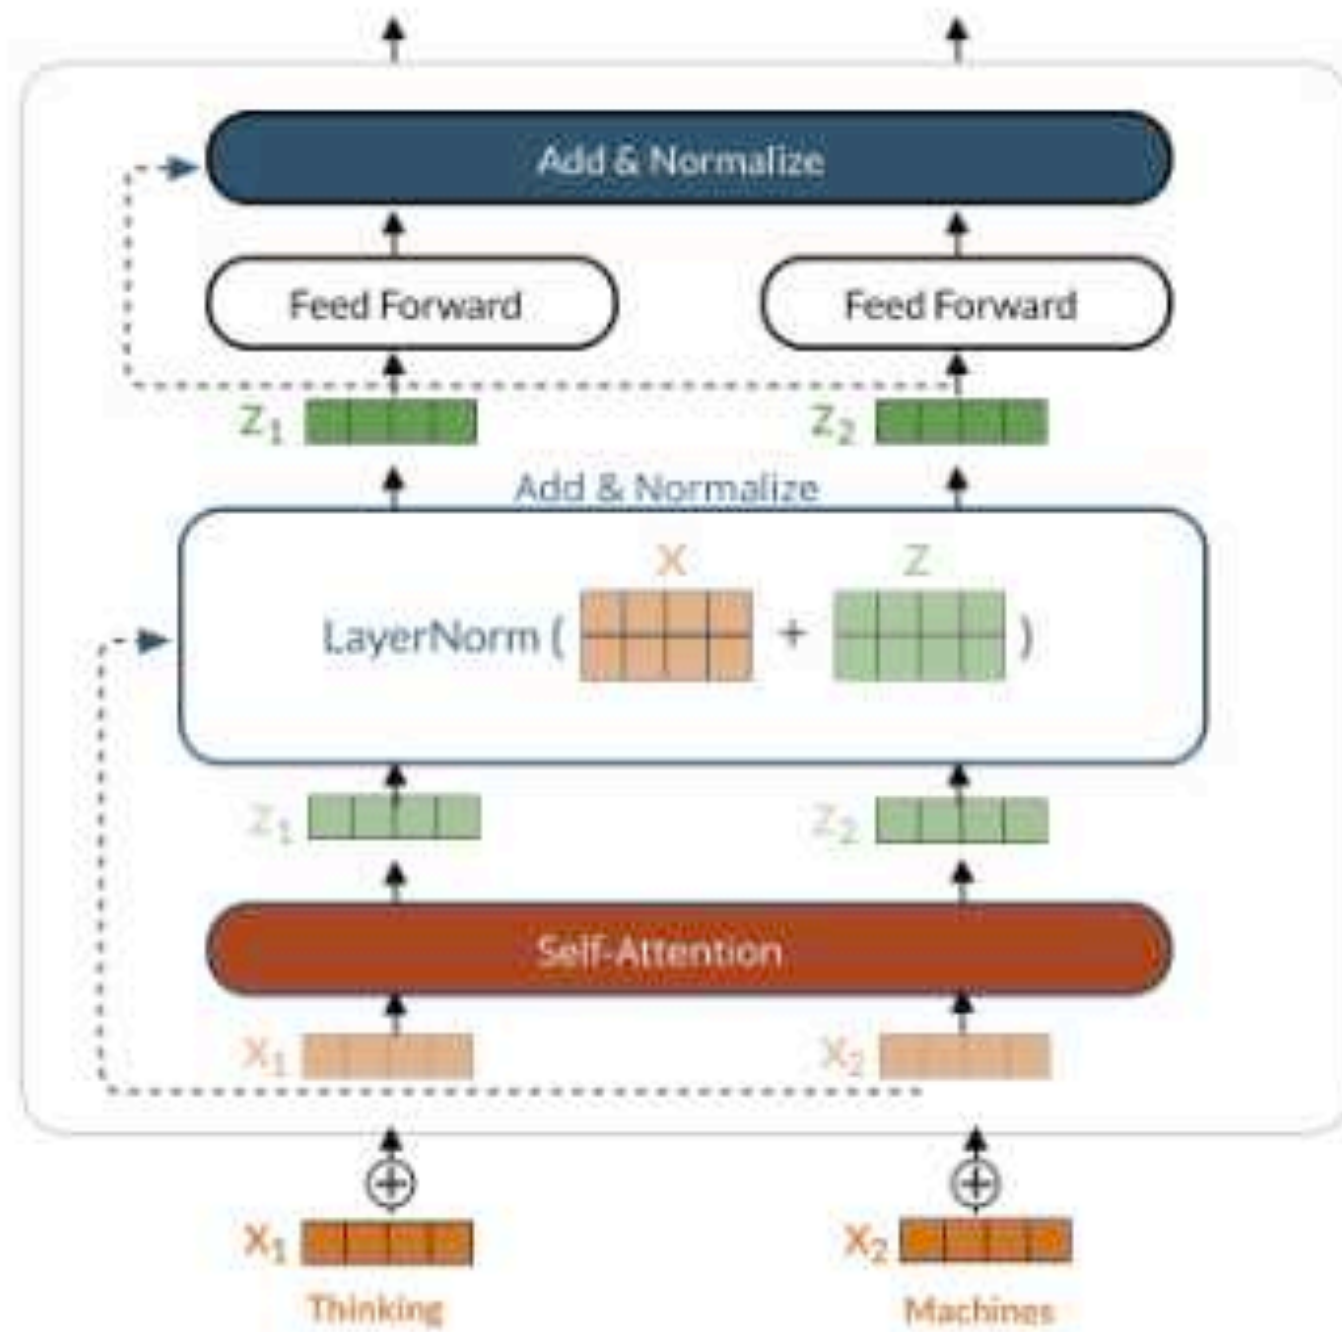 Add & Normalize
Feed Forward Feed Forward
Z1 Z2
Add & Normalize
X Z
LayerNorm ( + )
Z1 Z2
Self-Attention
X1 X2
X1 X2
Thinking Machines